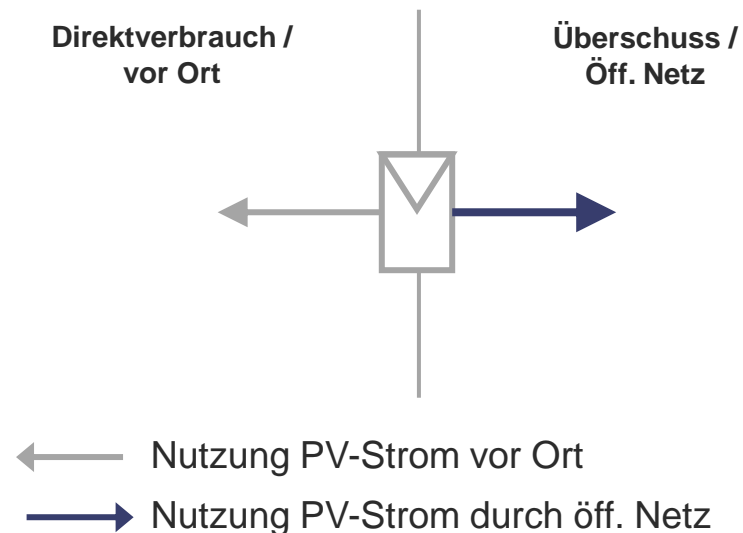 Direktverbrauch /
vor Ort
Überschuss /
Öff. Netz
Nutzung PV-Strom vor Ort
Nutzung PV-Strom durch öff. Netz